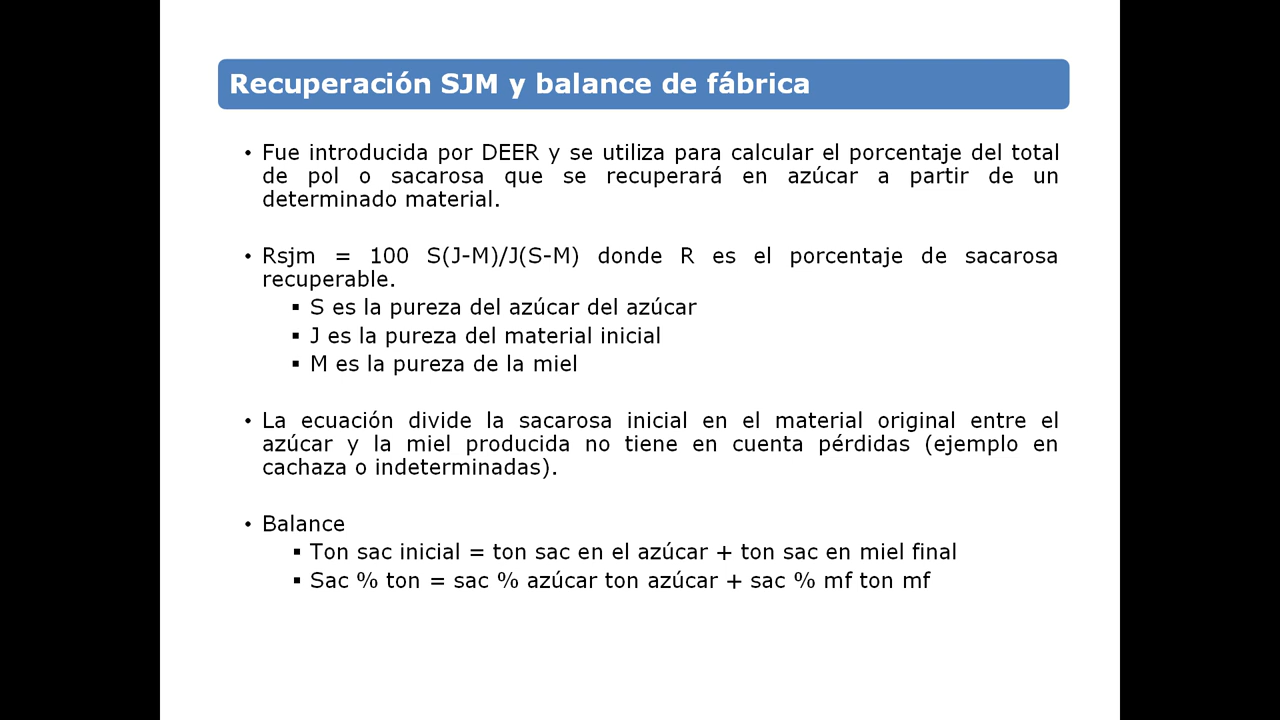 Recuperación SJM y balance de fábrica
• Fue introducida por DEER y se utiliza para calcular el porcentaje del total
de pol o sacarosa que se recuperará en azúcar a partir de un
determinado material.
• Rsjm = 100 S(J-M)/J(S-M) donde R es el porcentaje de sacarosa
recuperable.
▪ S es la pureza del azúcar del azúcar
▪ J es la pureza del material inicial
▪ M es la pureza de la miel
• La ecuación divide la sacarosa inicial en el material original entre el
azúcar y la miel producida no tiene en cuenta pérdidas (ejemplo en
cachaza o indeterminadas).
• Balance
▪ Ton sac inicial = ton sac en el azúcar + ton sac en miel final
▪ Sac % ton = sac % azúcar ton azúcar + sac % mf ton mf